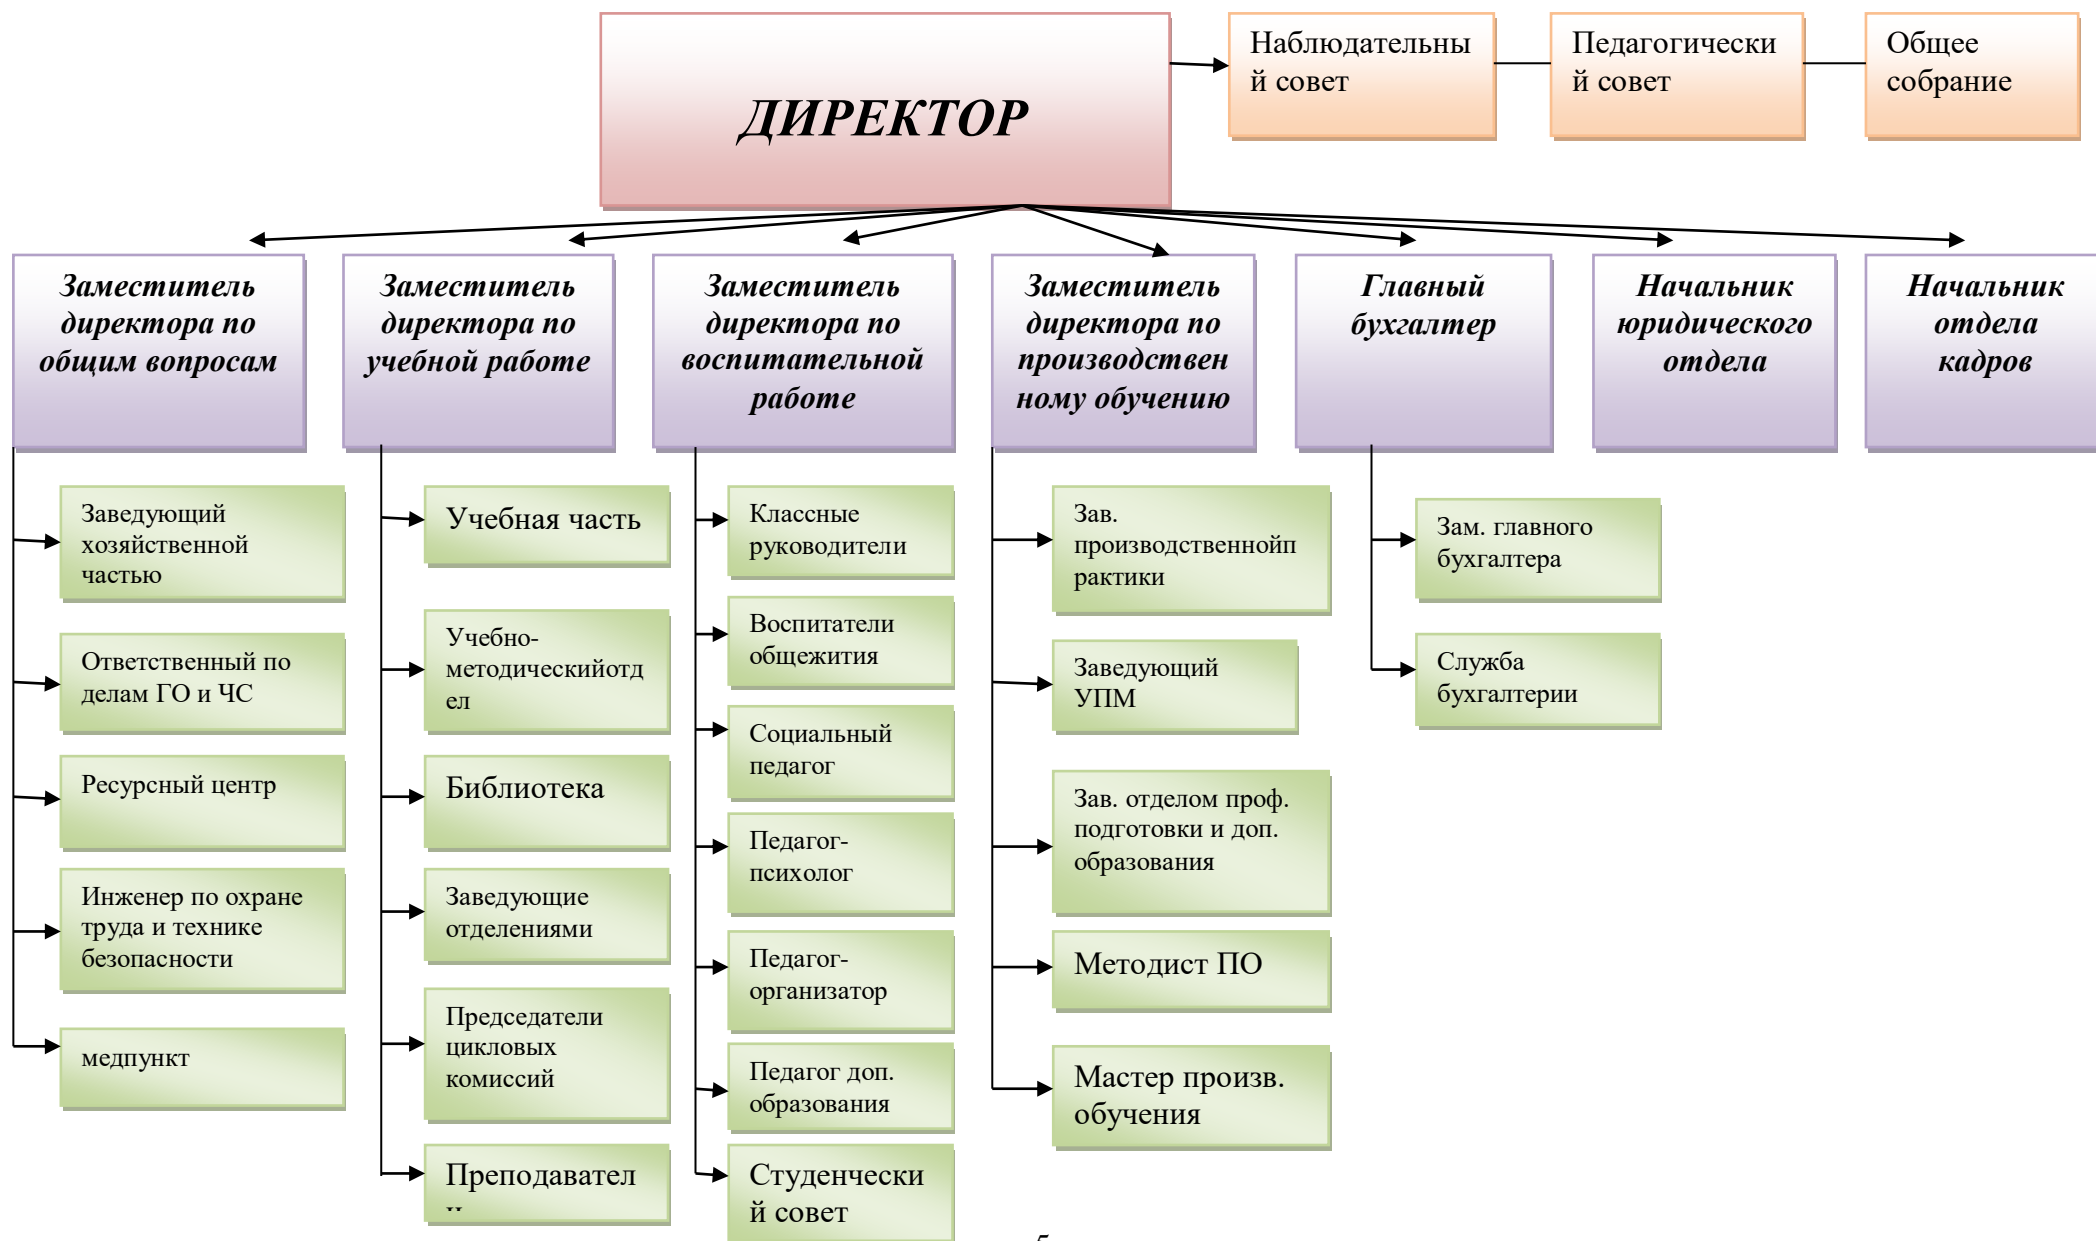 ДИРЕКТОР
Наблюдательны
й совет
Педагогически
й совет
Общее
собрание
Заместитель
директора по
общим вопросам
Заместитель
директора по
учебной работе
Заместитель
директора по
воспитательной
работе
Заместитель
директора по
производствен
ному обучению
Главный
бухгалтер
Начальник
юридического
отдела
Начальник
отдела
кадров
Заведующий
хозяйственной
частью
Ответственный по
делам ГО и ЧС
Ресурсный центр
Инженер по охране
труда и технике
безопасности
медпункт
Учебная часть
Учебно-
методическийотд
ел
Библиотека
Заведующие
отделениями
Председатели
цикловых
комиссий
Преподавател
и
Классные
руководители
Воспитатели
общежития
Социальный
педагог
Педагог-
психолог
Педагог-
организатор
Педагог доп.
образования
Студенчески
й совет
Зав.
производственнойп
рактики
Заведующий
УПМ
Зав. отделом проф.
подготовки и доп.
образования
Методист ПО
Мастер произв.
обучения
Зам. главного
бухгалтера
Служба
бухгалтерии